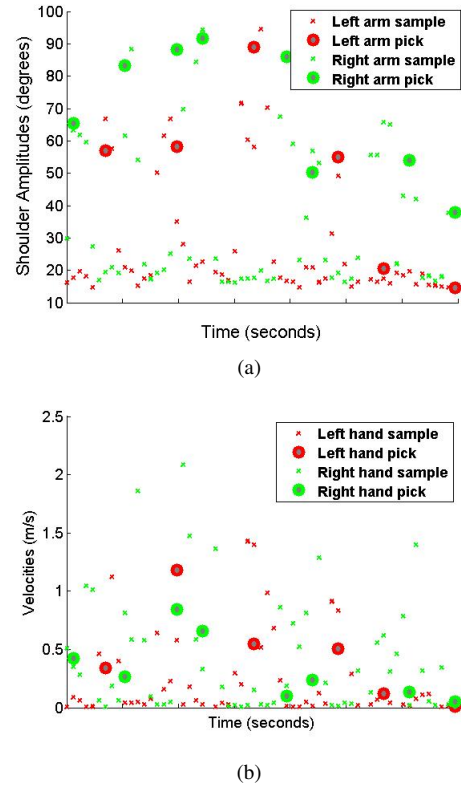 Left arm sample
Left arm pick
Right arm sample
Right arm pick
100
90
80
70
60
50
40
30
20
10
Shoulder Amplitudes (degrees)
Time (seconds)
(a)
Left hand sample
Left hand pick
Right hand sample
Right hand pick
2.5
2
1.5
1
0.5
0
Velocities (m/s)
Time (seconds)
(b)